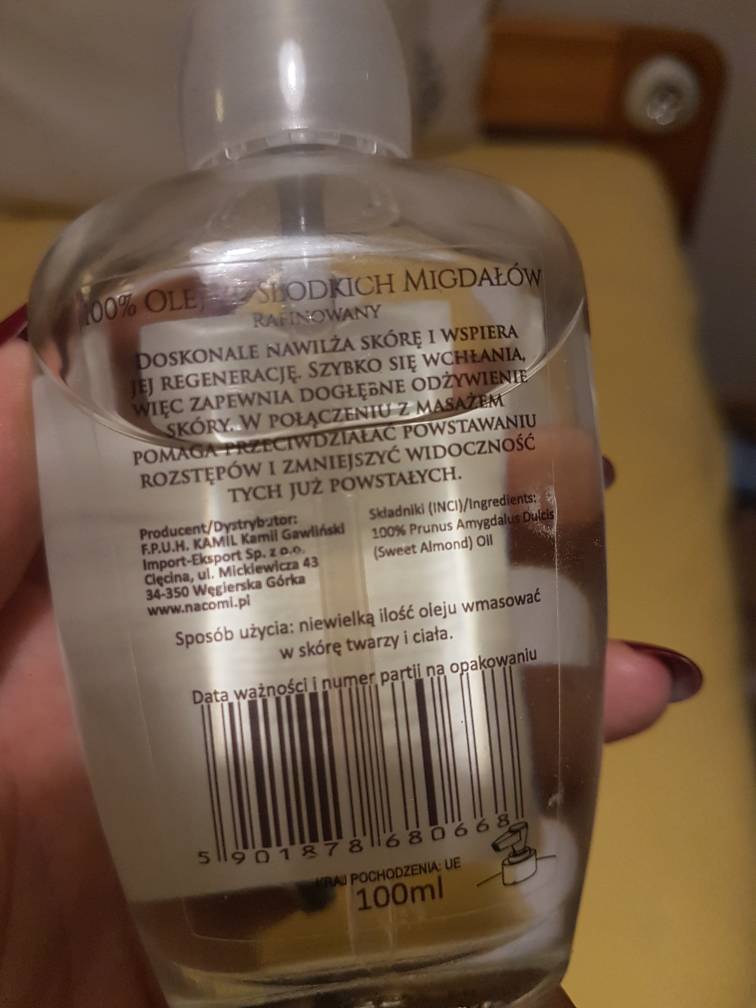 100% OLEJ ZE SŁODKICH MIGDAŁÓW
RAFINOWANY
DOSKONALE NAWILŻA SKÓRĘ I WSPIERA
JEJ REGENERACJĘ. SZYBKO SIĘ WCHŁANIA,
WIĘC ZAPEWNIA DOGŁĘBNE ODŻYWIENIE
SKÓRY. W POŁĄCZENIU Z MASAŻEM
POMAGA PRZECIWDZIAŁAĆ POWSTAWANIU
ROZSTĘPÓW I ZMNIEJSZYĆ WIDOCZNOŚĆ
TYCH JUŻ POWSTAŁYCH.
Producent/Dystrybutor:
F.P.U.H. KAMIL Kamil Gawliński
Import-Eksport Sp. z o.o.
Cięcina, ul. Mickiewicza 43
34-350 Węgierska Górka
www.nacomi.pl
Składniki (INCI)/Ingredients:
100% Prunus Amygdalus Dulcis
(Sweet Almond) Oil
Sposób użycia: niewielką ilość oleju wmasować
w skórę twarzy i ciała.
Data ważności i numer partii na opakowaniu
5 901878 680668
KRAJ POCHODZENIA: UE
100ml